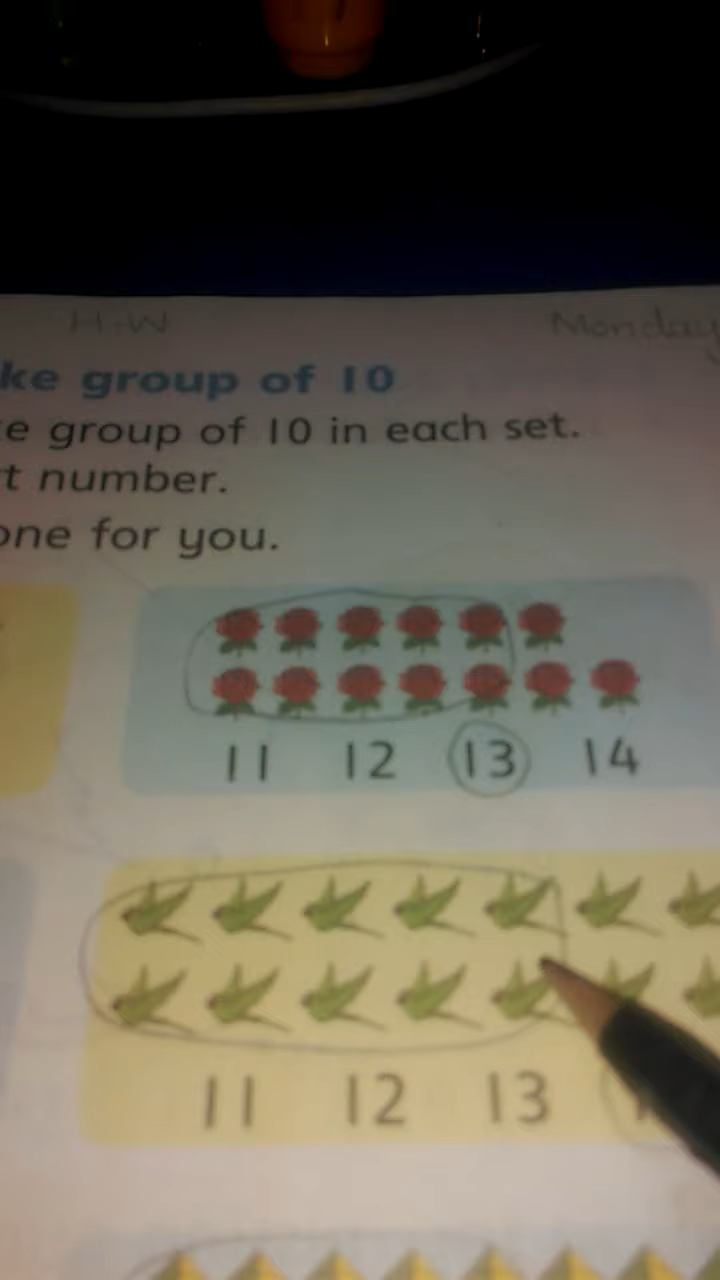 H.W Monday
ke group of 10
e group of 10 in each set.
t number.
one for you.
11 12 13 14
11 12 13